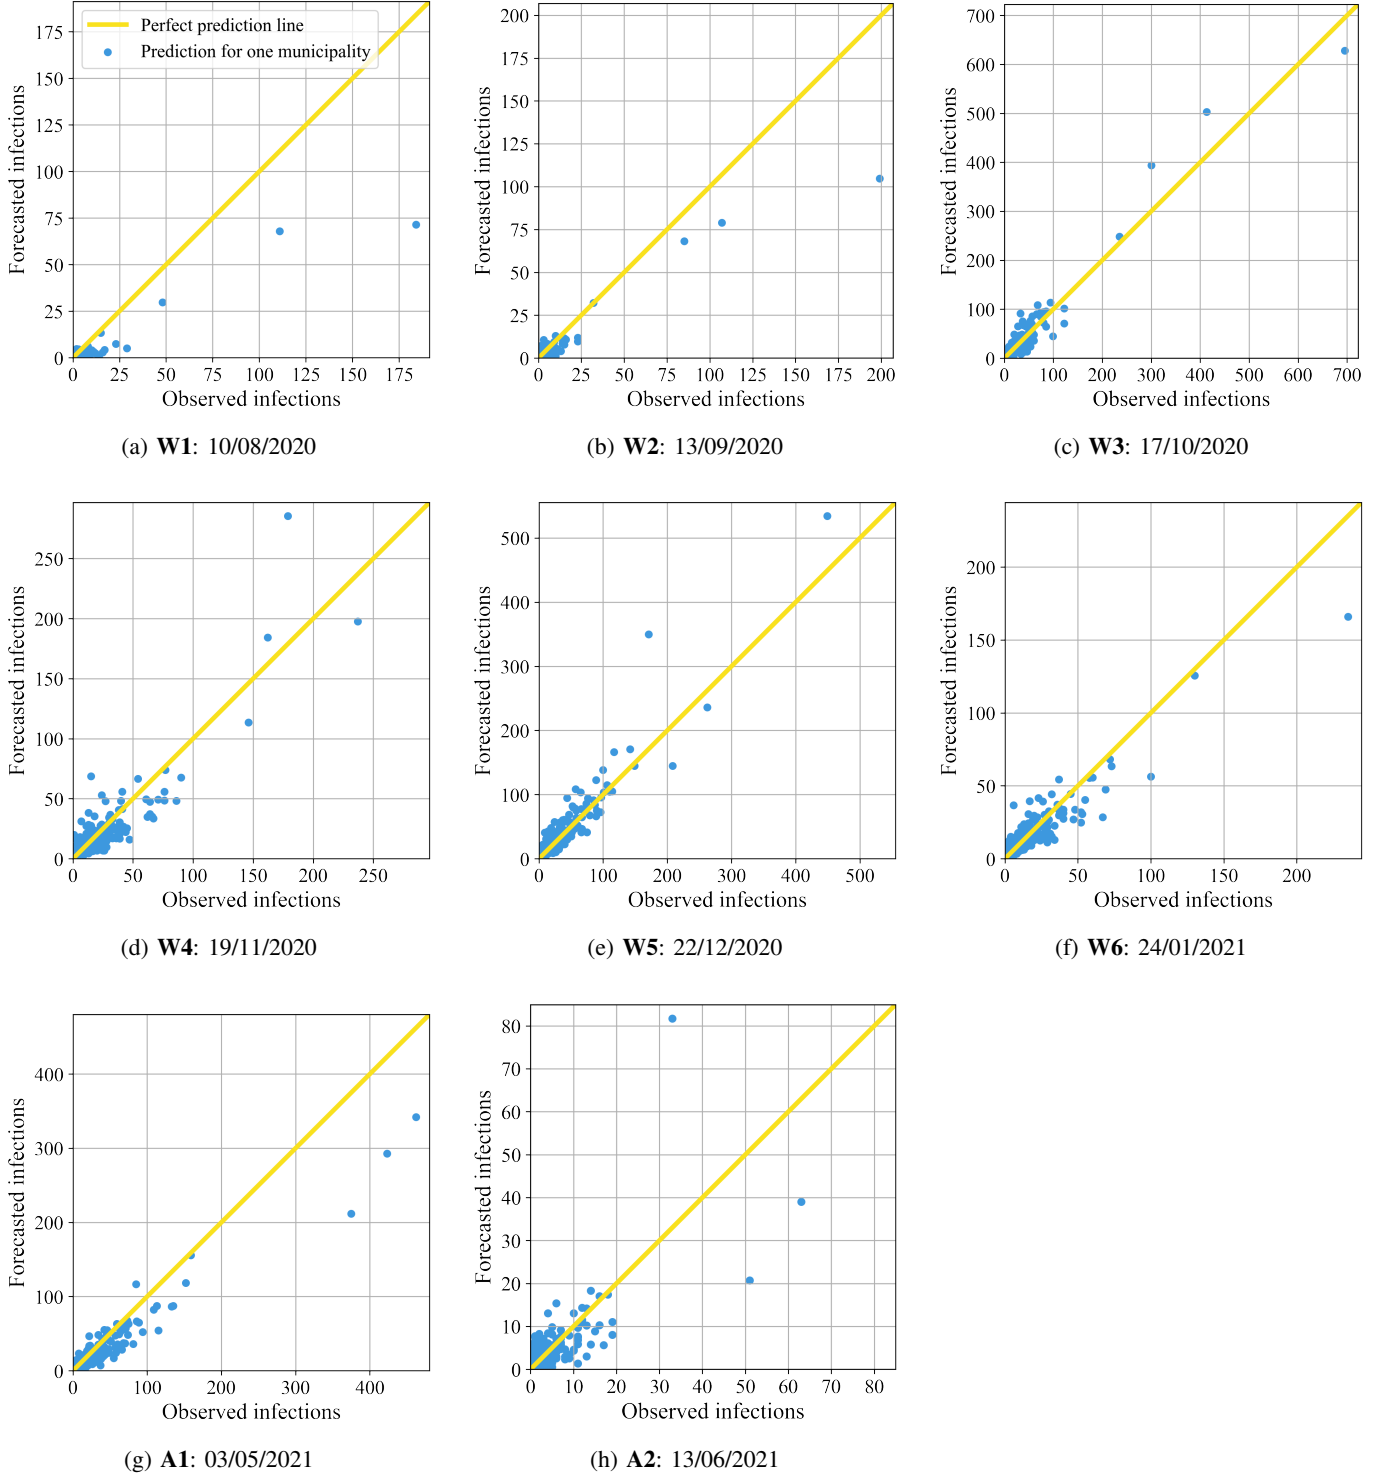 Perfect prediction line
Prediction for one municipality
Forecasted infections
175
150
125
100
75
50
25
0
0 25 50 75 100 125 150 175
Observed infections
(a) W1: 10/08/2020
Forecasted infections
200
175
150
125
100
75
50
25
0
0 25 50 75 100 125 150 175 200
Observed infections
(b) W2: 13/09/2020
Forecasted infections
700
600
500
400
300
200
100
0
0 100 200 300 400 500 600 700
Observed infections
(c) W3: 17/10/2020
Forecasted infections
250
200
150
100
50
0
0 50 100 150 200 250
Observed infections
(d) W4: 19/11/2020
Forecasted infections
500
400
300
200
100
0
0 100 200 300 400 500
Observed infections
(e) W5: 22/12/2020
Forecasted infections
200
150
100
50
0
0 50 100 150 200
Observed infections
(f) W6: 24/01/2021
Forecasted infections
400
300
200
100
0
0 100 200 300 400
Observed infections
(g) A1: 03/05/2021
Forecasted infections
80
70
60
50
40
30
20
10
0
0 10 20 30 40 50 60 70 80
Observed infections
(h) A2: 13/06/2021